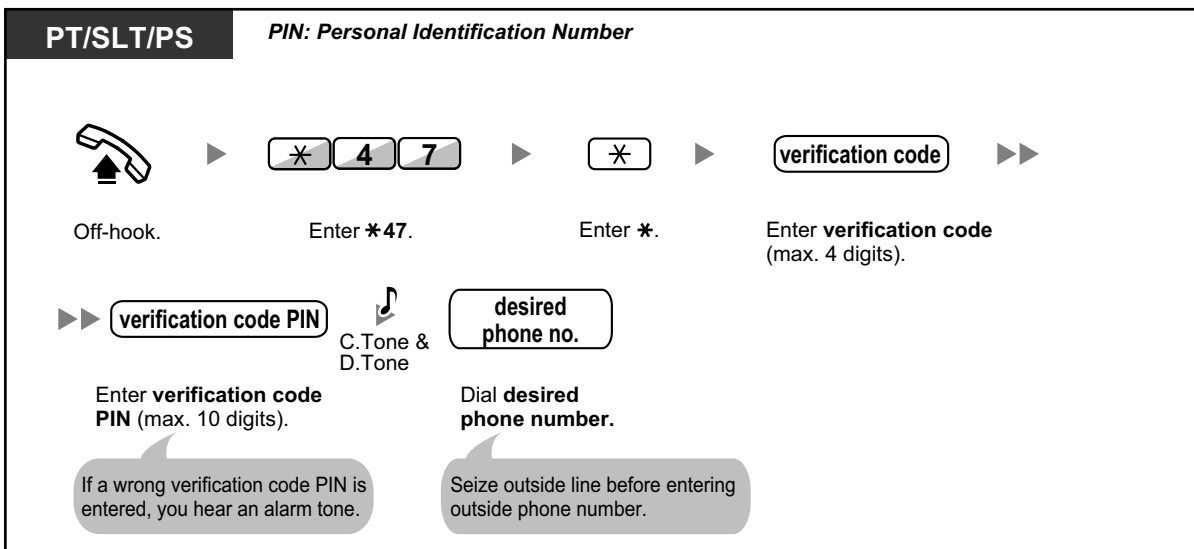 PT/SLT/PS
PIN: Personal Identification Number
* 4 7
*
verification code
Off-hook.
Enter *47.
Enter *.
Enter verification code
(max. 4 digits).
verification code PIN
C.Tone &
D.Tone
desired
phone no.
Enter verification code
PIN (max. 10 digits).
Dial desired
phone number.
If a wrong verification code PIN is
entered, you hear an alarm tone.
Seize outside line before entering
outside phone number.